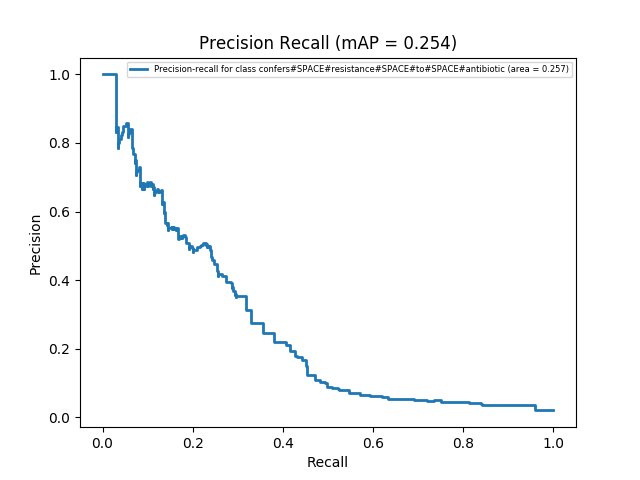 Precision Recall (mAP = 0.254)
Precision-recall for class confers#SPACE#resistance#SPACE#to#SPACE#antibiotic (area = 0.257)
1.0
0.8
0.6
0.4
0.2
0.0
Precision
0.0 0.2 0.4 0.6 0.8 1.0
Recall